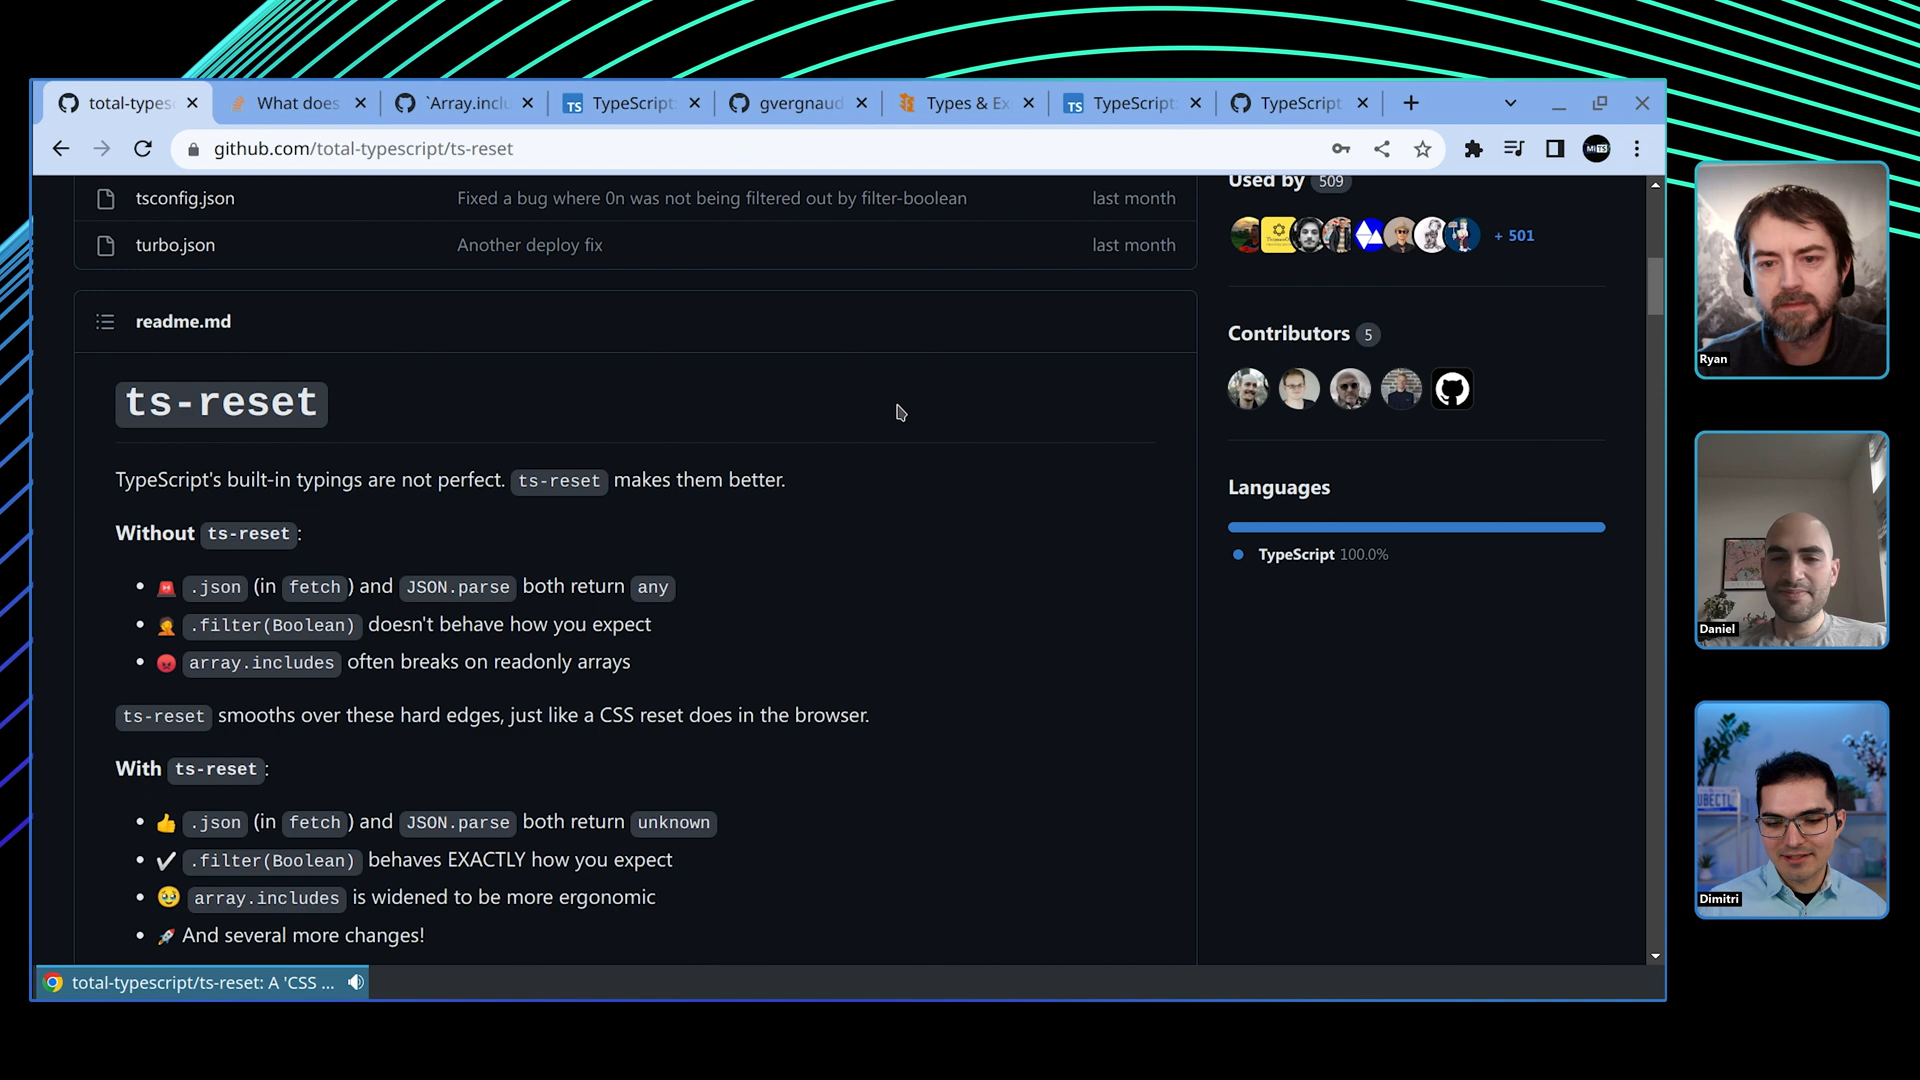 total-types
What does
`Array.inclu
TS TypeScript:
gvergnaud
Types & Ex
TS TypeScript:
TypeScript
github.com/total-typescript/ts-reset
MiTS
tsconfig.json Fixed a bug where 0n was not being filtered out by filter-boolean last month
turbo.json Another deploy fix last month
Used by 509
+ 501
readme.md
Contributors 5
ts-reset
Languages
TypeScript 100.0%
TypeScript's built-in typings are not perfect. ts-reset makes them better.
Without ts-reset:
• .json (in fetch) and JSON.parse both return any
• .filter(Boolean) doesn't behave how you expect
• array.includes often breaks on readonly arrays
ts-reset smooths over these hard edges, just like a CSS reset does in the browser.
With ts-reset:
• 👍 .json (in fetch) and JSON.parse both return unknown
• ✔ .filter(Boolean) behaves EXACTLY how you expect
• 🥹 array.includes is widened to be more ergonomic
• 🚀 And several more changes!
total-typescript/ts-reset: A 'CSS ...
Ryan
Daniel
UBECTL
Dimitri